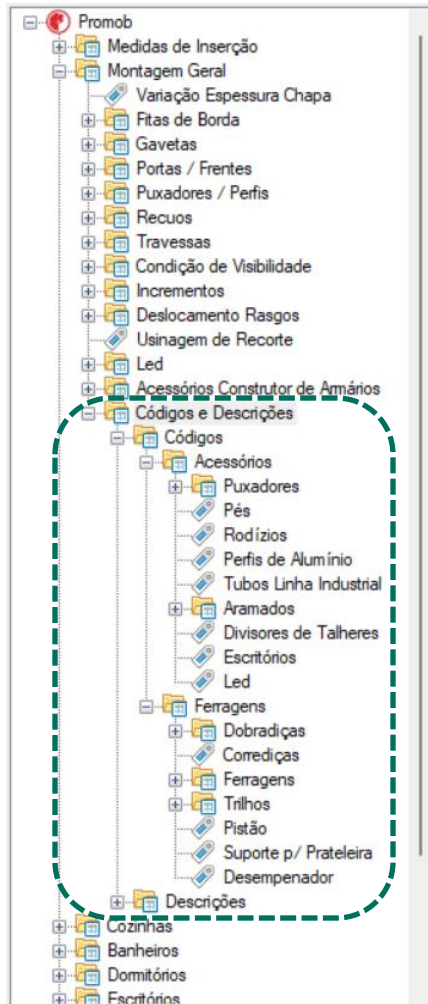 Promob
Medidas de Inserção
Montagem Geral
Variação Espessura Chapa
Fitas de Borda
Gavetas
Portas / Frentes
Puxadores / Perfis
Recuos
Travessas
Condição de Visibilidade
Incrementos
Deslocamento Rasgos
Usinagem de Recorte
Led
Acessórios Construtor de Armários
Códigos e Descrições
Códigos
Acessórios
Puxadores
Pés
Rodízios
Perfis de Alumínio
Tubos Linha Industrial
Aramados
Divisores de Talheres
Escritórios
Led
Ferragens
Dobradiças
Corrediças
Ferragens
Trilhos
Pistão
Suporte p/ Prateleira
Desempenador
Descrições
Cozinhas
Banheiros
Dormitórios
Escritórios